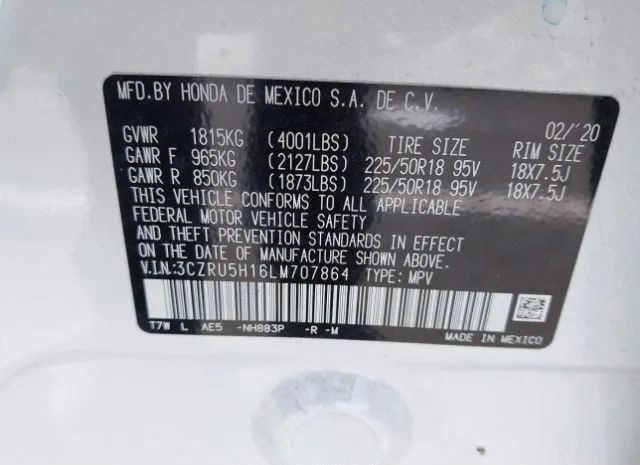 MFD. BY HONDA DE MEXICO S.A. DE C.V.
02/'20
GVWR 1815KG (4001LBS) TIRE SIZE RIM SIZE
GAWR F 965KG (2127LBS) 225/50R18 95V 18X7.5J
GAWR R 850KG (1873LBS) 225/50R18 95V 18X7.5J
THIS VEHICLE CONFORMS TO ALL APPLICABLE
FEDERAL MOTOR VEHICLE SAFETY
AND THEFT PREVENTION STANDARDS IN EFFECT
ON THE DATE OF MANUFACTURE SHOWN ABOVE.
V.I.N:3CZRU5H16LM707864 TYPE: MPV
T7W L AE5 -NH883P -R -M
MADE IN MEXICO